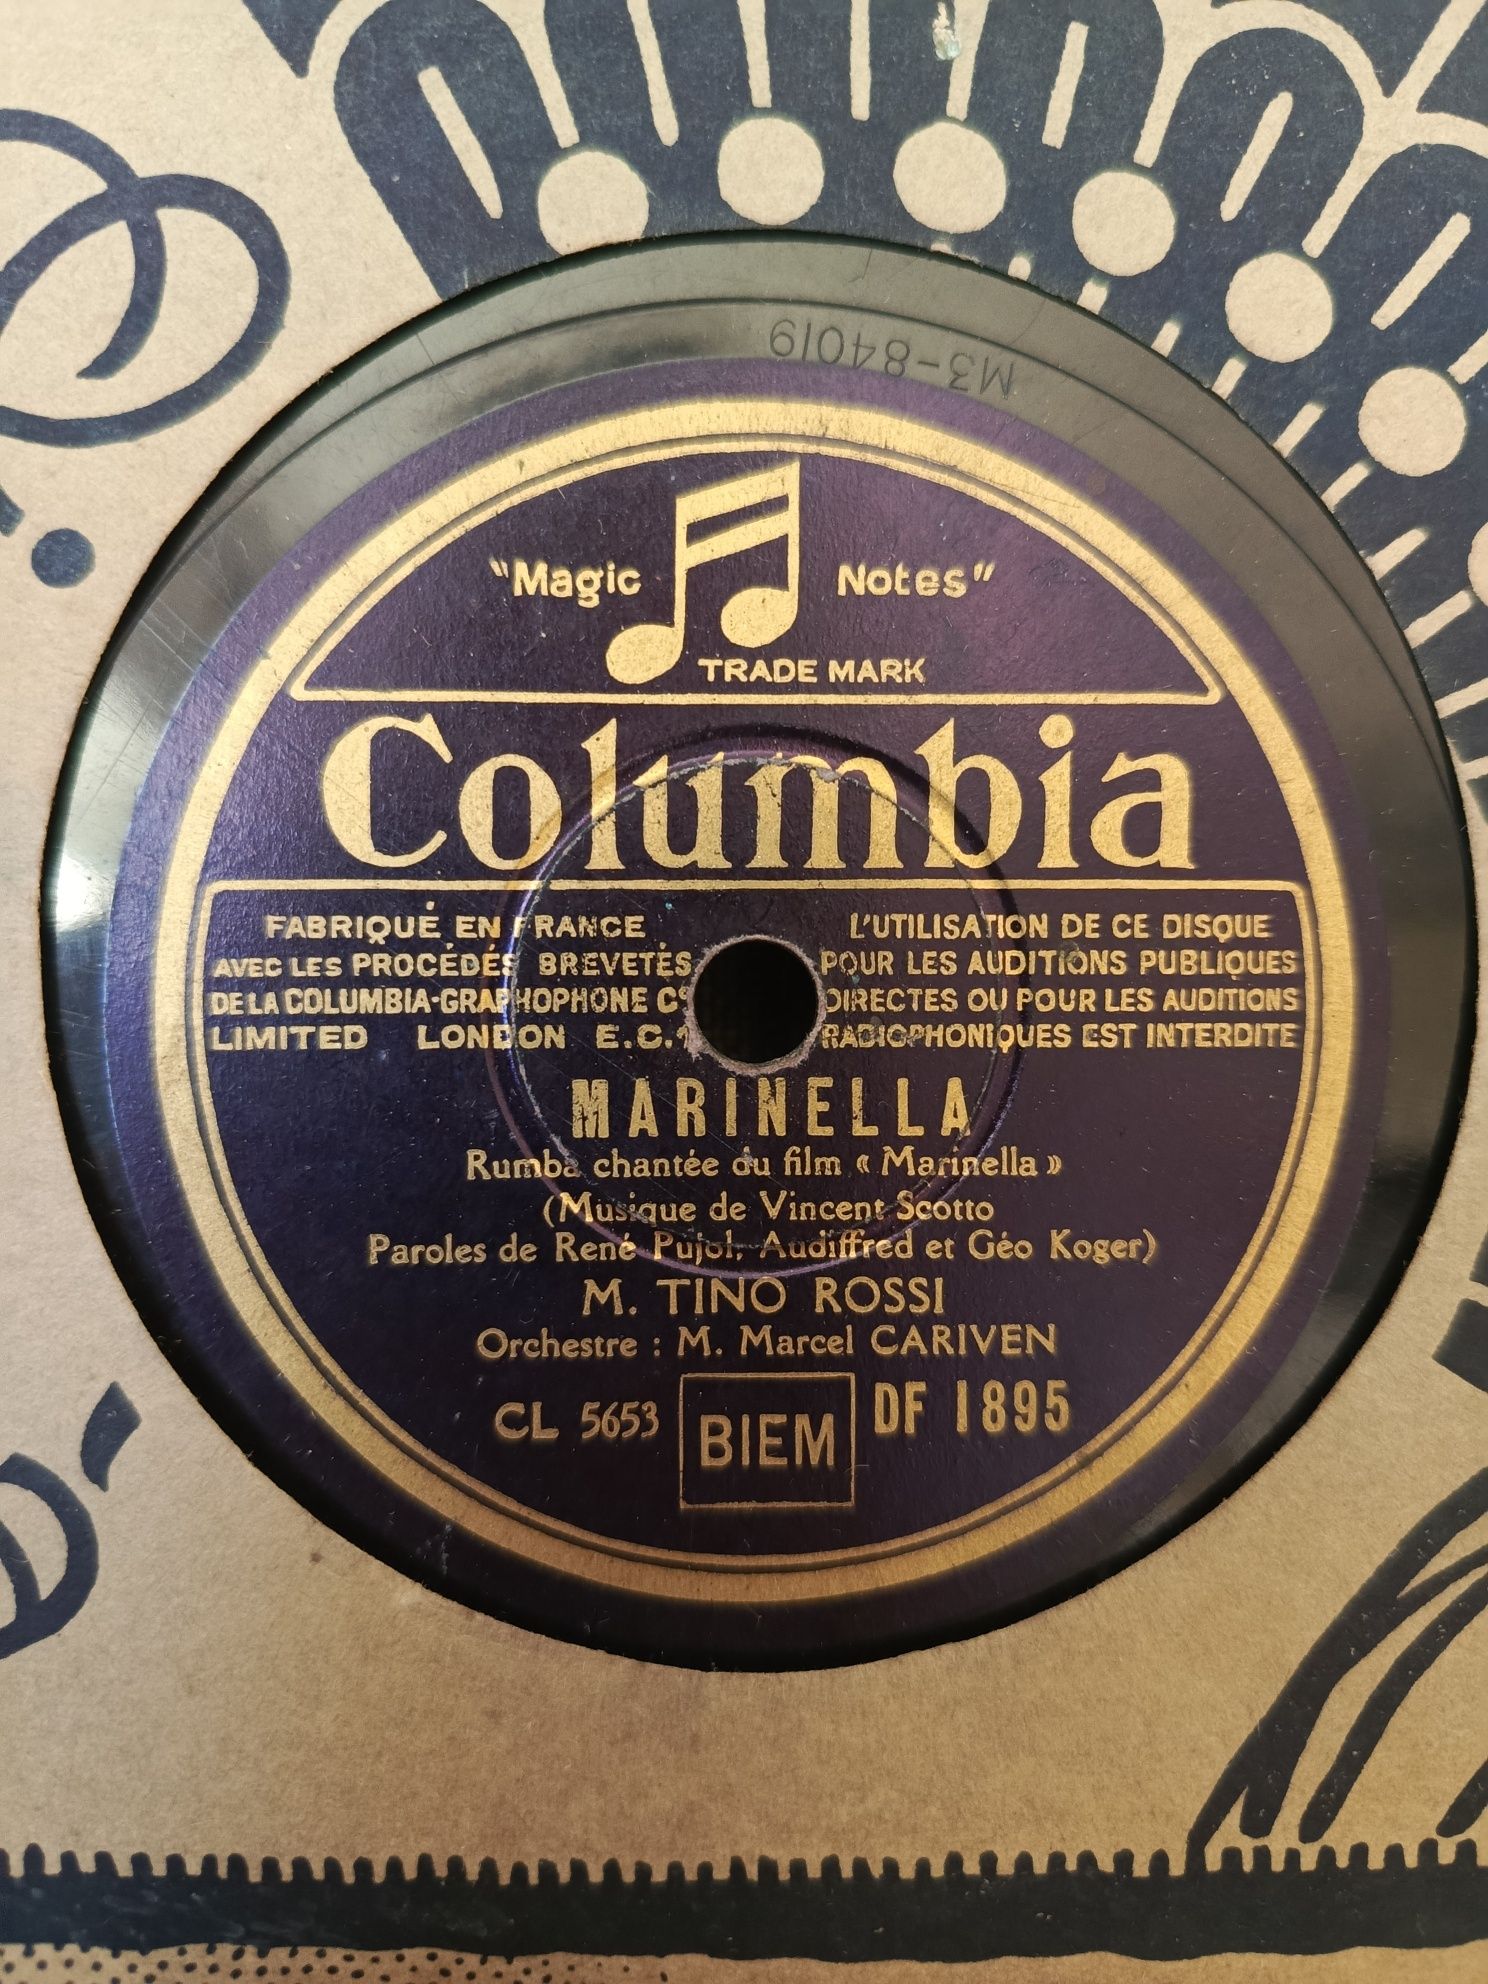 M3-84019
"Magic Notes"
TRADE MARK
Columbia
FABRIQUÉ EN FRANCE
AVEC LES PROCÉDÉS BREVETÉS
DE LA COLUMBIA-GRAPHOPHONE Cº
LIMITED LONDON E.C.1
L'UTILISATION DE CE DISQUE
POUR LES AUDITIONS PUBLIQUES
DIRECTES OU POUR LES AUDITIONS
RADIOPHONIQUES EST INTERDITE
MARINELLA
Rumba chantée du film « Marinella »
(Musique de Vincent Scotto
Paroles de René Pujol, Audiffred et Géo Koger)
M. TINO ROSSI
Orchestre : M. Marcel CARIVEN
CL 5653 BIEM DF 1895